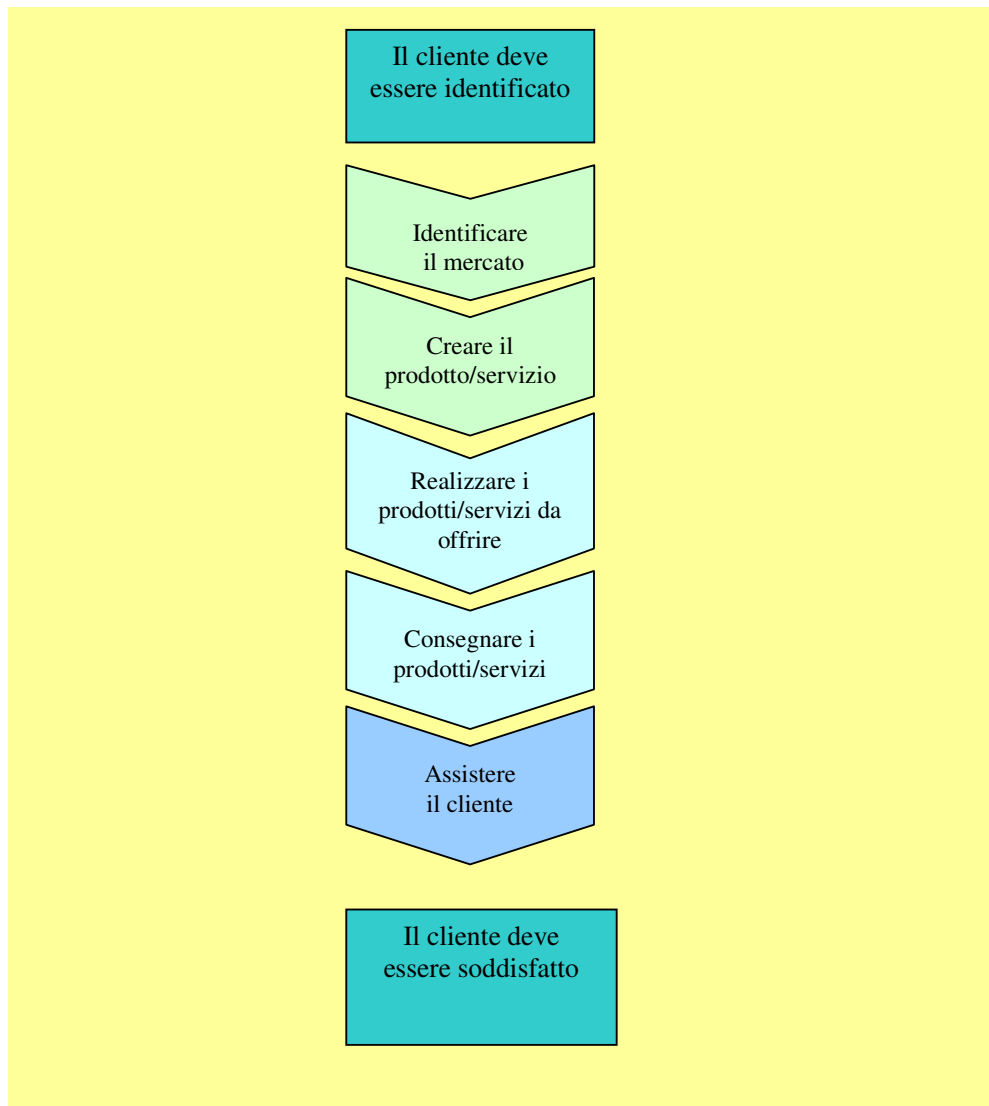 Il cliente deve
essere identificato
Identificare
il mercato
Creare il
prodotto/servizio
Realizzare i
prodotti/servizi da
offrire
Consegnare i
prodotti/servizi
Assistere
il cliente
Il cliente deve
essere soddisfatto